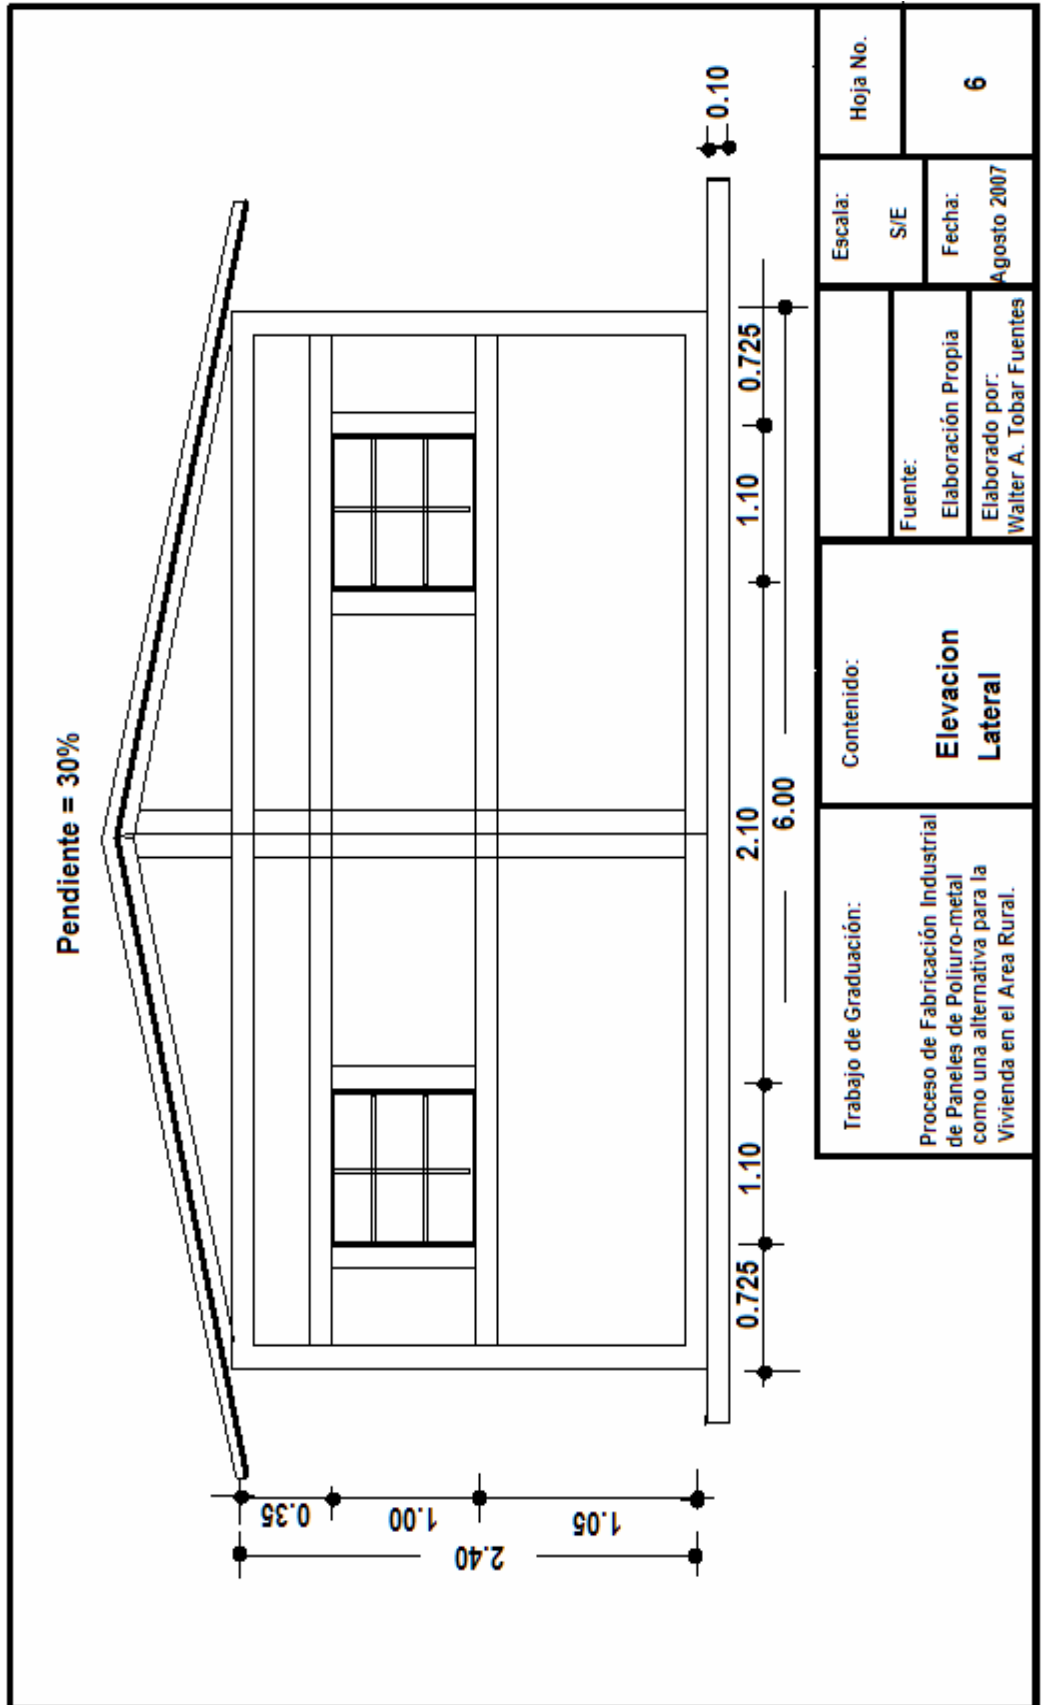 Pendiente = 30%
0.35
1.00
1.05
2.40
0.10
0.725
1.10
2.10
1.10
0.725
6.00
Trabajo de Graduación:
Proceso de Fabricación Industrial
de Paneles de Poliuro-metal
como una alternativa para la
Vivienda en el Area Rural.
Contenido:
Elevacion
Lateral
Fuente:
Elaboración Propia
Elaborado por:
Walter A. Tobar Fuentes
Escala:
S/E
Fecha:
Agosto 2007
Hoja No.
6